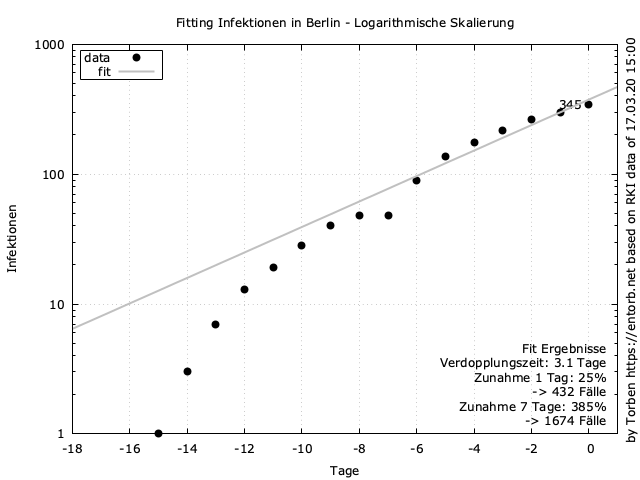 Fitting Infektionen in Berlin - Logarithmische Skalierung
1000
100
10
1
Infektionen
data
fit
345
Fit Ergebnisse
Verdopplungszeit: 3.1 Tage
Zunahme 1 Tag: 25%
-> 432 Fälle
Zunahme 7 Tage: 385%
-> 1674 Fälle
-18 -16 -14 -12 -10 -8 -6 -4 -2 0
Tage
by Torben https://entorb.net based on RKI data of 17.03.20 15:00